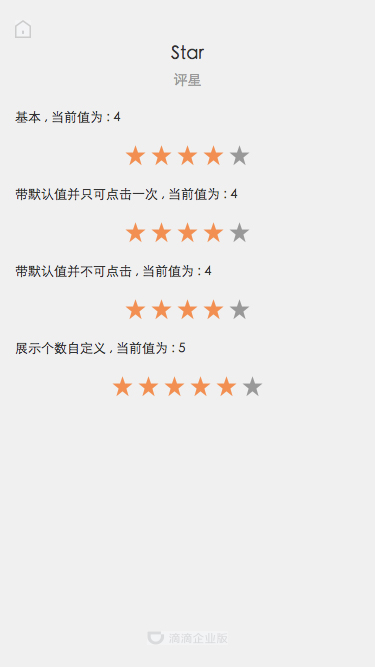 Star
评星
基本 , 当前值为 : 4
带默认值并只可点击一次 , 当前值为 : 4
带默认值并不可点击 , 当前值为 : 4
展示个数自定义 , 当前值为 : 5
滴滴企业版